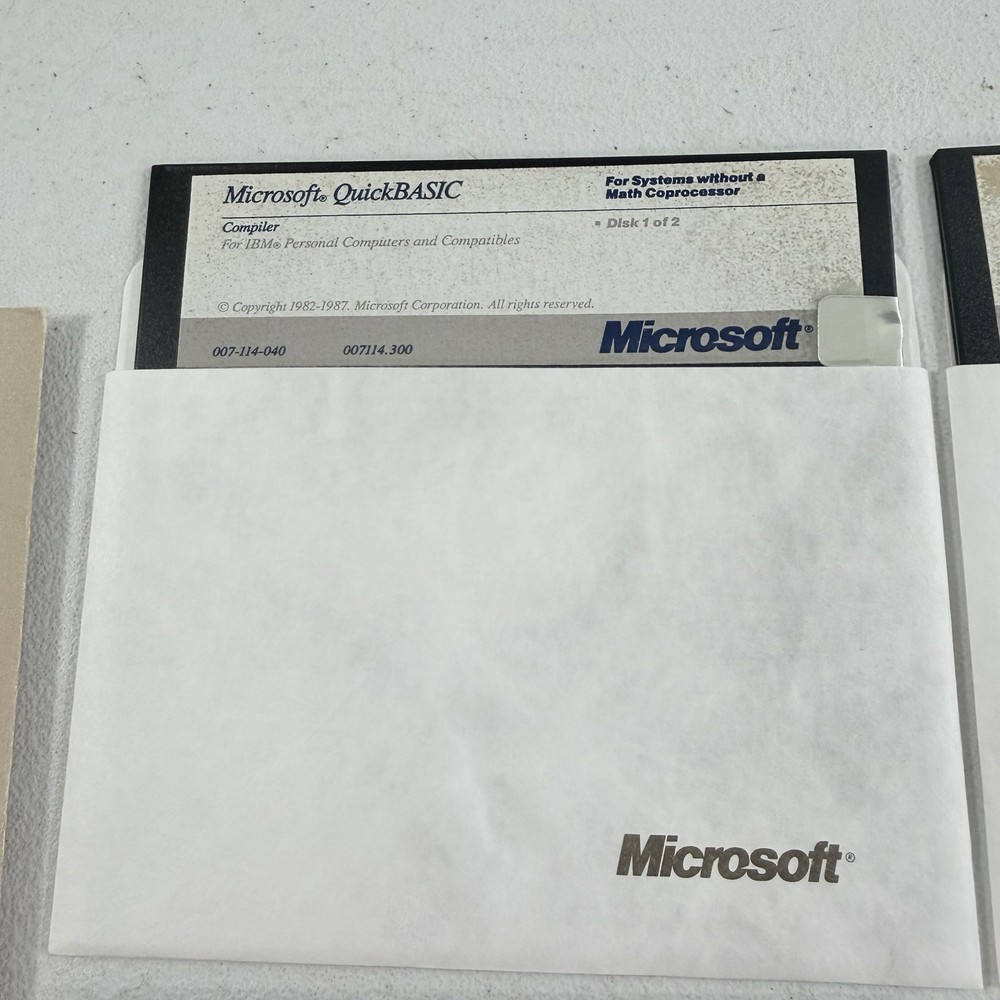 Microsoft® QuickBASIC
For Systems without a
Math Coprocessor
Compiler
For IBM® Personal Computers and Compatibles
▪ Disk 1 of 2
© Copyright 1982-1987. Microsoft Corporation. All rights reserved.
007-114-040 007114.300
Microsoft®
Microsoft®